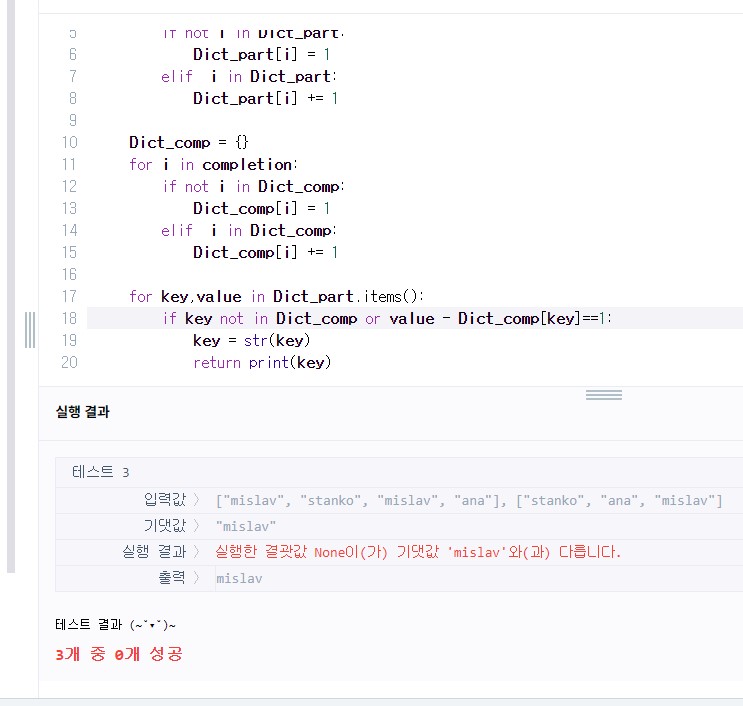 5 if not i in Dict_part:
6 Dict_part[i] = 1
7 elif  i in Dict_part:
8 Dict_part[i] += 1
9
10 Dict_comp = {}
11 for i in completion:
12 if not i in Dict_comp:
13 Dict_comp[i] = 1
14 elif  i in Dict_comp:
15 Dict_comp[i] += 1
16
17 for key,value in Dict_part.items():
18 if key not in Dict_comp or value - Dict_comp[key]==1:
19 key = str(key)
20 return print(key)
실행 결과
테스트 3
입력값 〉 ["mislav", "stanko", "mislav", "ana"], ["stanko", "ana", "mislav"]
기댓값 〉 "mislav"
실행 결과 〉 실행한 결괏값 None이(가) 기댓값 'mislav'와(과) 다릅니다.
출력 〉 mislav
테스트 결과 (~˘▾˘)~
3개 중 0개 성공